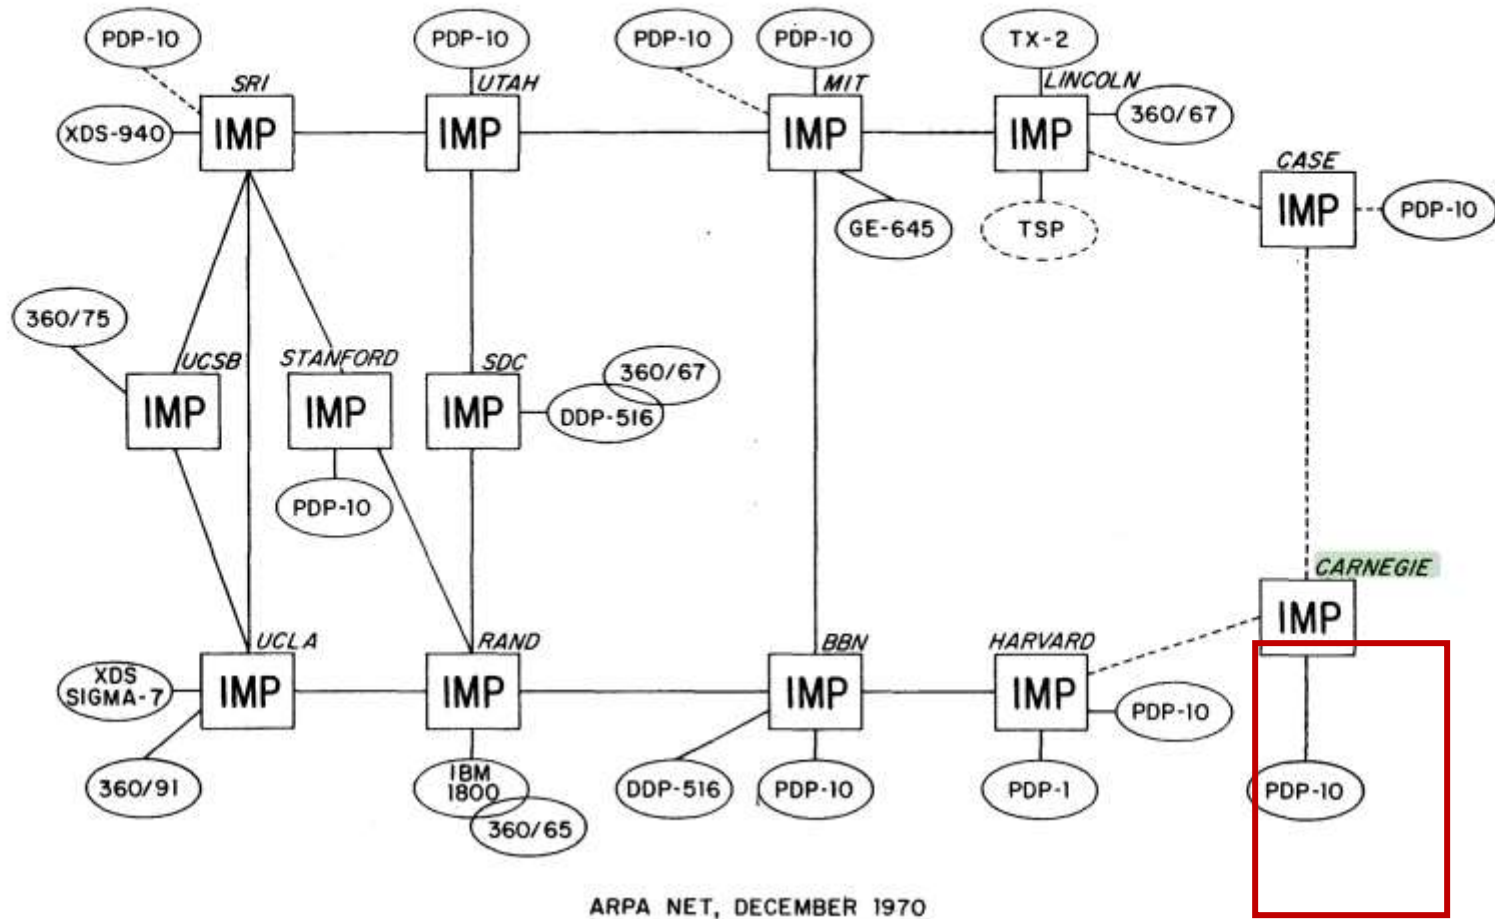 PDP-10
PDP-10
PDP-10
PDP-10
TX-2
SRI
UTAH
MIT
LINCOLN
XDS-940
IMP
IMP
IMP
IMP
360/67
CASE
IMP
PDP-10
GE-645
TSP
360/75
UCSB
STANFORD
SDC
360/67
IMP
IMP
IMP
DDP-516
PDP-10
CARNEGIE
IMP
UCLA
RAND
BBN
HARVARD
XDS
SIGMA-7
IMP
IMP
IMP
IMP
PDP-10
360/91
IBM
1800
360/65
DDP-516
PDP-10
PDP-1
PDP-10
ARPA NET, DECEMBER 1970